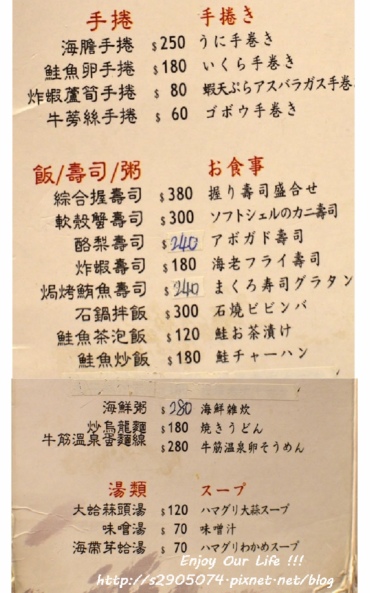 手捲 手捲き
海膽手捲 $250 うに手巻き
鮭魚卵手捲 $180 いくら手巻き
炸蝦蘆筍手捲 $ 80 蝦天ぷらアスパラガス手巻
牛蒡絲手捲 $ 60 ゴボウ手巻き
飯/壽司/粥 お食事
綜合握壽司 $380 握り壽司盛合せ
軟殼蟹壽司 $300 ソフトシェルのカニ壽司
酪梨壽司 $240 アボガド壽司
炸蝦壽司 $180 海老フライ壽司
焗烤鮪魚壽司 $240 まぐろ寿司グラタン
石鍋拌飯 $300 石焼ビビンバ
鮭魚茶泡飯 $120 鮭お茶漬け
鮭魚炒飯 $180 鮭チャーハン
海鮮粥 $280 海鮮雑炊
炒烏龍麵 $180 焼きうどん
牛筋溫泉蛋麵線 $280 牛筋温泉卵そうめん
湯類 スープ
大蛤蒜頭湯 $120 ハマグリ大蒜スープ
味噌湯 $ 70 味噌汁
海帶芽蛤湯 $ 70 ハマグリわかめスープ
Enjoy Our Life !!!
http://s2905074.pixnet.net/blog